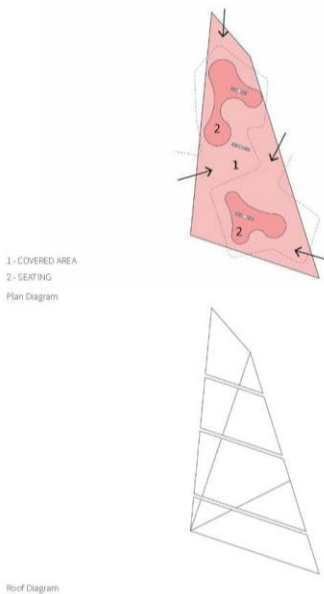 2
1
2
1 - COVERED AREA
2 - SEATING
Plan Diagram
Roof Diagram